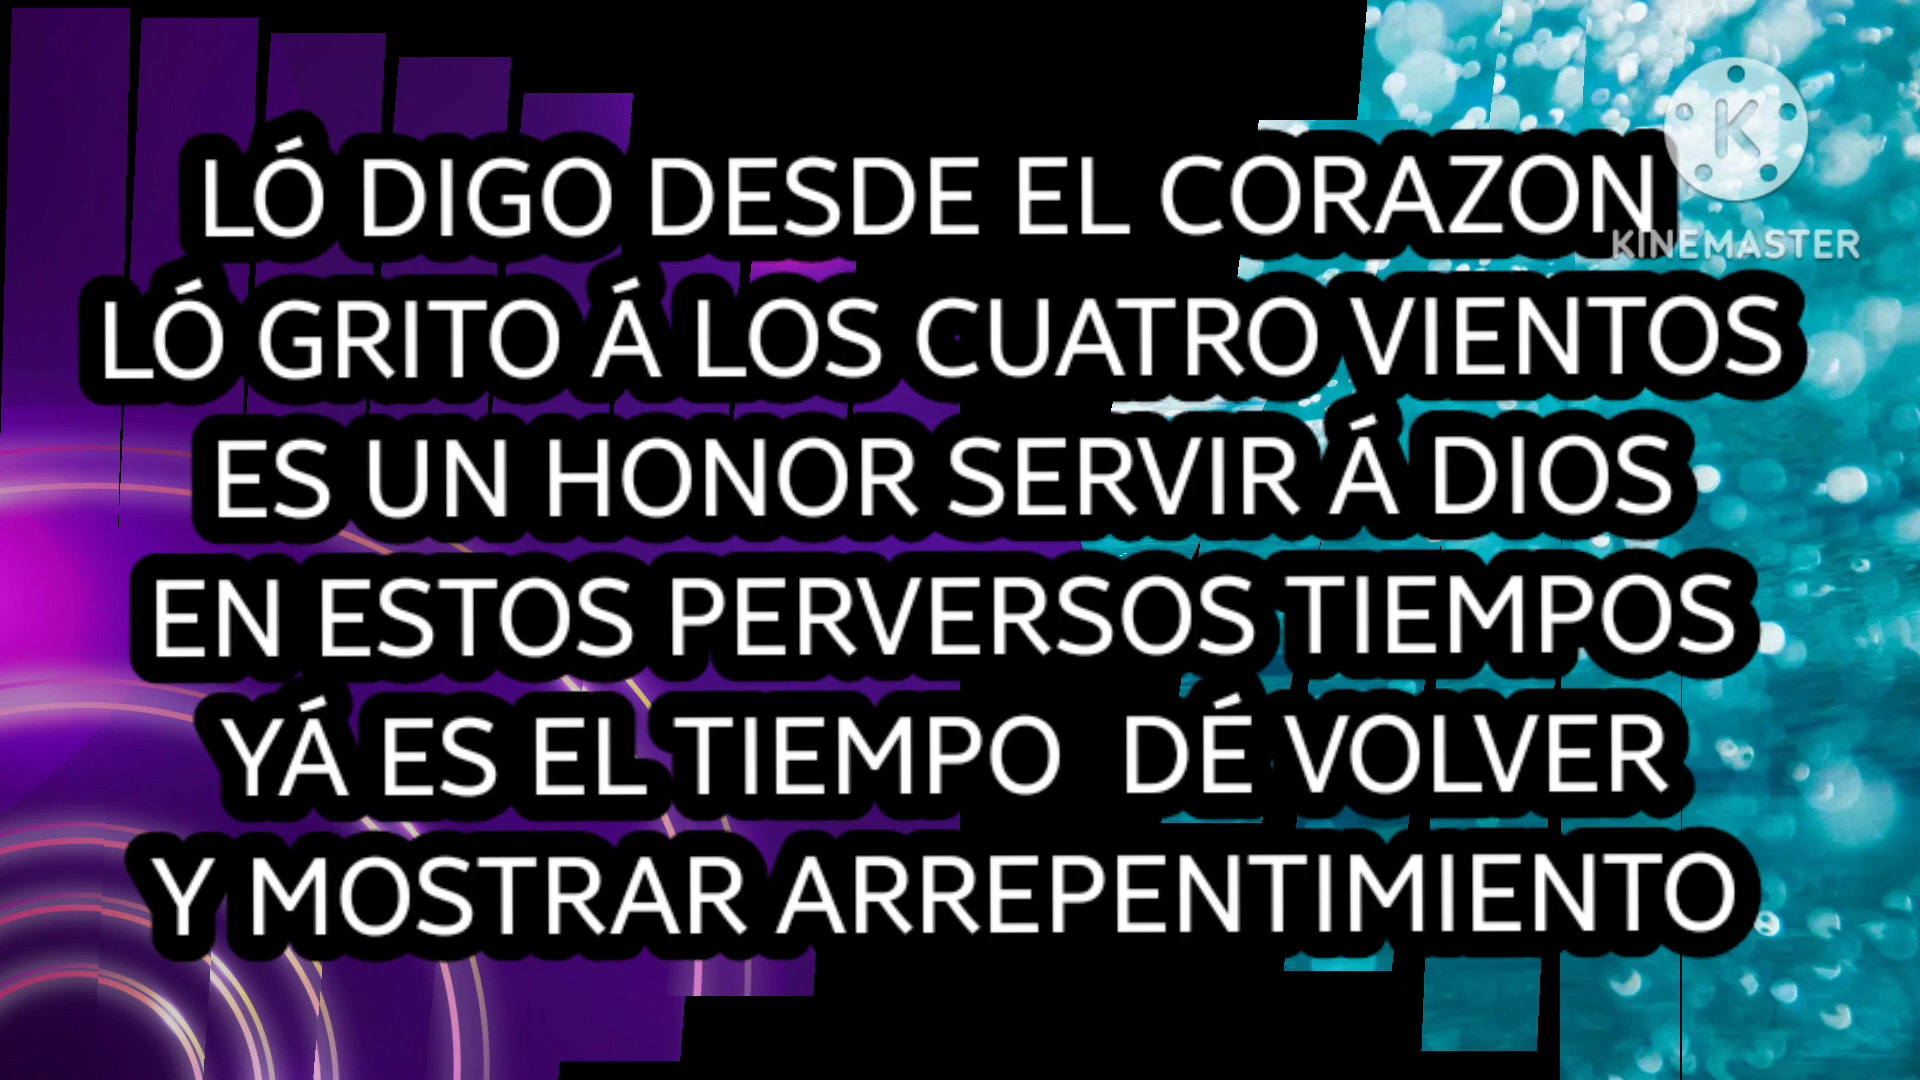 LÓ DIGO DESDE EL CORAZON
KINEMASTER
LÓ GRITO Á LOS CUATRO VIENTOS
ES UN HONOR SERVIR Á DIOS
EN ESTOS PERVERSOS TIEMPOS
YÁ ES EL TIEMPO  DÉ VOLVER
Y MOSTRAR ARREPENTIMIENTO